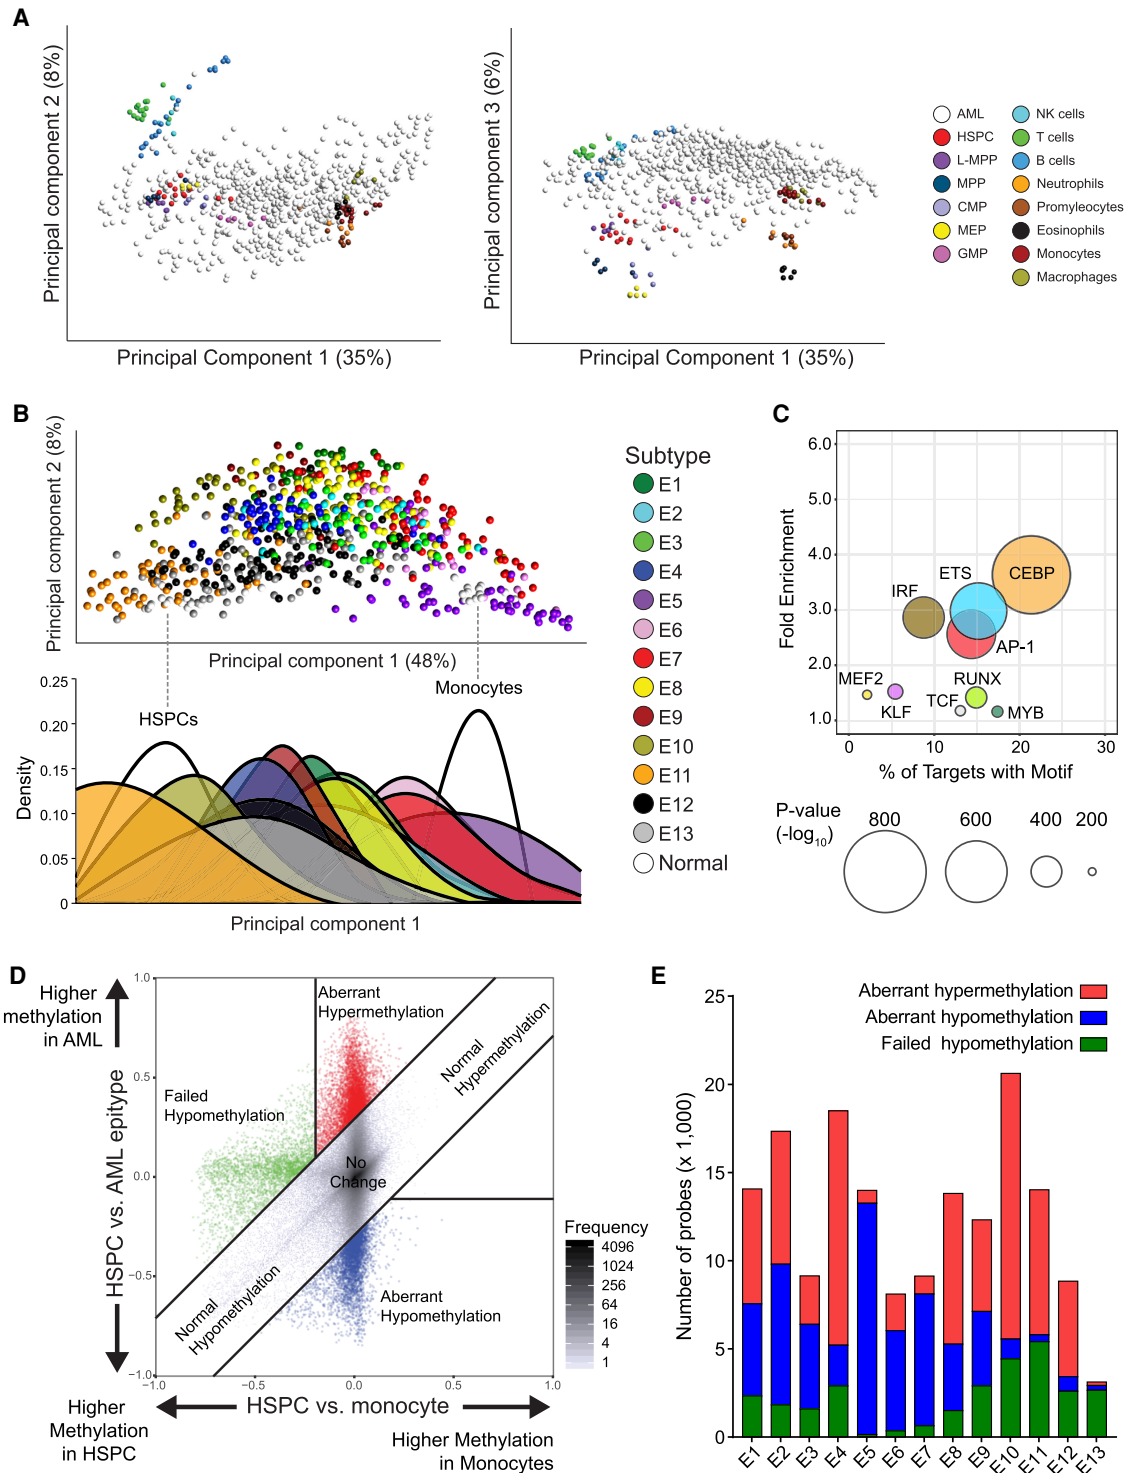 A
Principal component 2 (8%)
Principal Component 1 (35%)
Principal component 3 (6%)
Principal Component 1 (35%)
AML
HSPC
L-MPP
MPP
CMP
MEP
GMP
NK cells
T cells
B cells
Neutrophils
Promyleocytes
Eosinophils
Monocytes
Macrophages
B
Principal component 2 (8%)
Principal component 1 (48%)
HSPCs
Monocytes
Density
0.25
0.20
0.15
0.10
0.05
0
Principal component 1
Subtype
E1
E2
E3
E4
E5
E6
E7
E8
E9
E10
E11
E12
E13
Normal
C
Fold Enrichment
6.0
5.0
4.0
3.0
2.0
1.0
CEBP
ETS
IRF
AP-1
MEF2
KLF
TCF
RUNX
MYB
0 10 20 30
% of Targets with Motif
P-value
(-log10)
800 600 400 200
D
Higher
methylation
in AML
HSPC vs. AML epitype
1.0
0.5
0.0
−0.5
−1.0
Aberrant
Hypermethylation
Normal
Hypermethylation
Failed
Hypomethylation
No
Change
Normal
Hypomethylation
Aberrant
Hypomethylation
Frequency
4096
1024
256
64
16
4
1
−1.0 −0.5 0.0 0.5 1.0
HSPC vs. monocyte
Higher
Methylation
in HSPC
Higher Methylation
in Monocytes
E
Aberrant hypermethylation
Aberrant hypomethylation
Failed hypomethylation
Number of probes (x 1,000)
25
20
15
10
5
0
E1 E2 E3 E4 E5 E6 E7 E8 E9 E10 E11 E12 E13